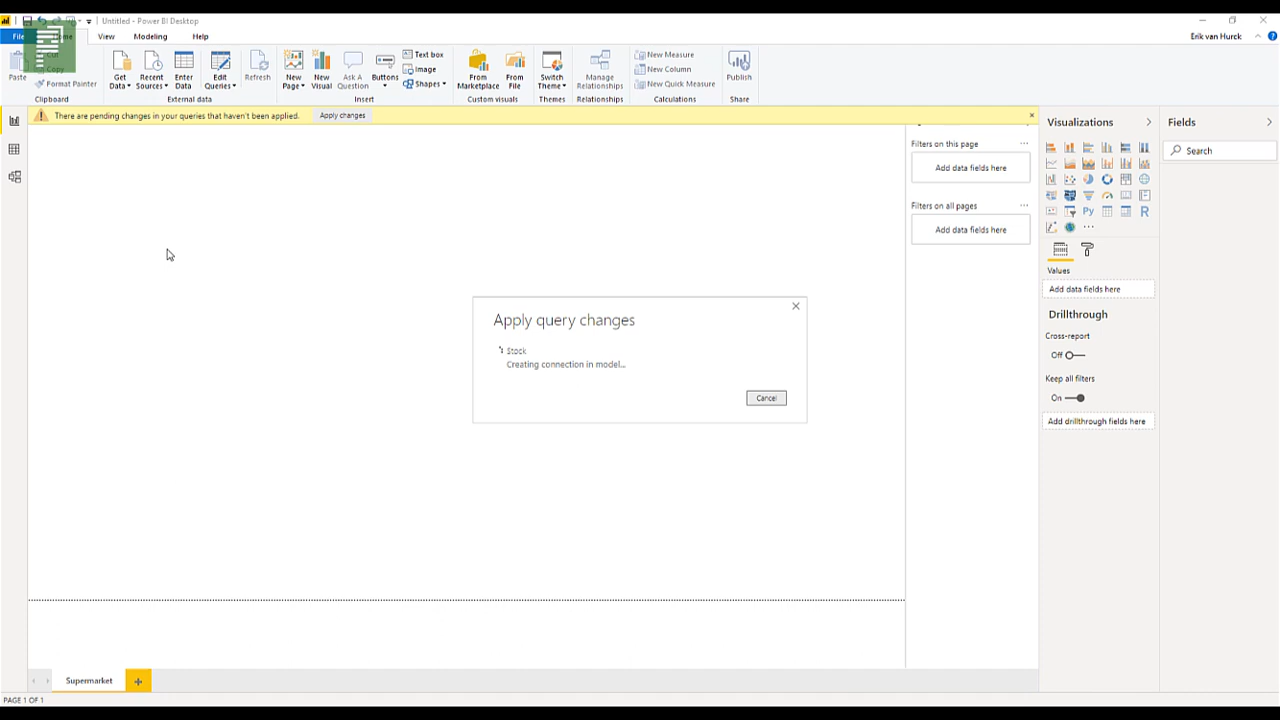 Untitled - Power BI Desktop
File
View
Modeling
Help
Erik van Hurck
Paste
Cut
Copy
Format Painter
Clipboard
Get Data
Recent Sources
Enter Data
Edit Queries
Refresh
External data
New Page
New Visual
Ask A Question
Buttons
Text box
Image
Shapes
Insert
From Marketplace
From File
Custom visuals
Switch Theme
Themes
Manage Relationships
Relationships
New Measure
New Column
New Quick Measure
Calculations
Publish
Share
There are pending changes in your queries that haven't been applied.
Apply changes
Filters on this page
Add data fields here
Filters on all pages
Add data fields here
Visualizations
Py
R
Values
Add data fields here
Drillthrough
Cross-report
Off
Keep all filters
On
Add drillthrough fields here
Fields
Search
Apply query changes
Stock
Creating connection in model...
Cancel
Supermarket
PAGE 1 OF 1